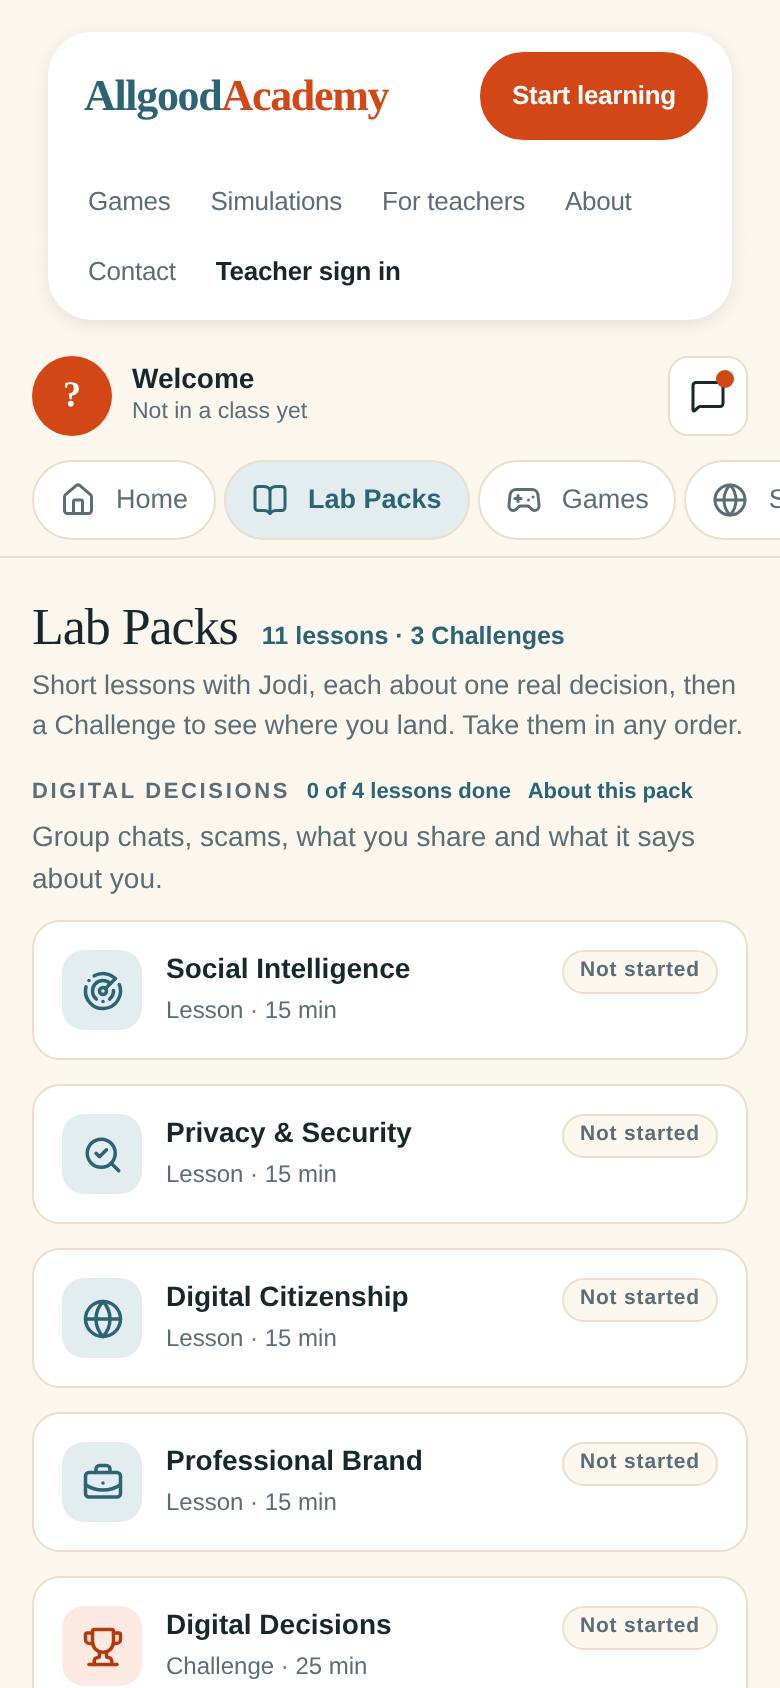 AllgoodAcademy
Start learning
Games Simulations For teachers About
Contact Teacher sign in
?
Welcome
Not in a class yet
Home Lab Packs Games S
Lab Packs 11 lessons · 3 Challenges
Short lessons with Jodi, each about one real decision, then
a Challenge to see where you land. Take them in any order.
DIGITAL DECISIONS 0 of 4 lessons done About this pack
Group chats, scams, what you share and what it says
about you.
Social Intelligence Not started
Lesson · 15 min
Privacy & Security Not started
Lesson · 15 min
Digital Citizenship Not started
Lesson · 15 min
Professional Brand Not started
Lesson · 15 min
Digital Decisions Not started
Challenge · 25 min